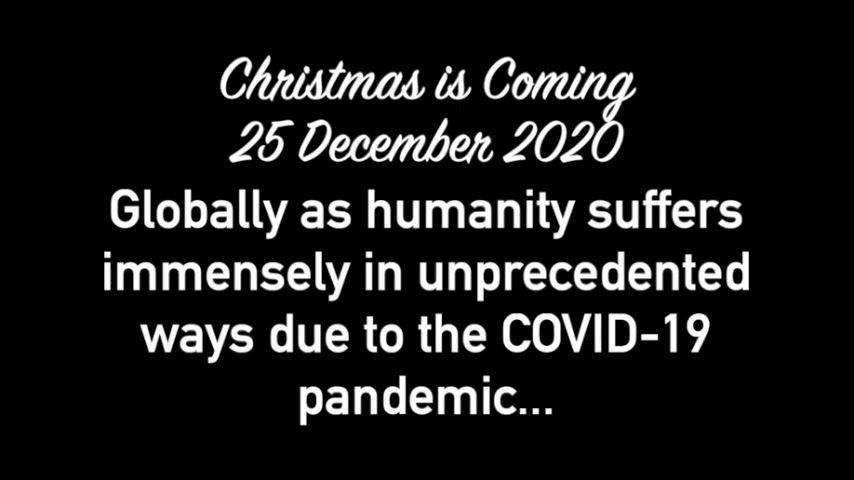 Christmas is Coming
25 December 2020
Globally as humanity suffers
immensely in unprecedented
ways due to the COVID-19
pandemic...